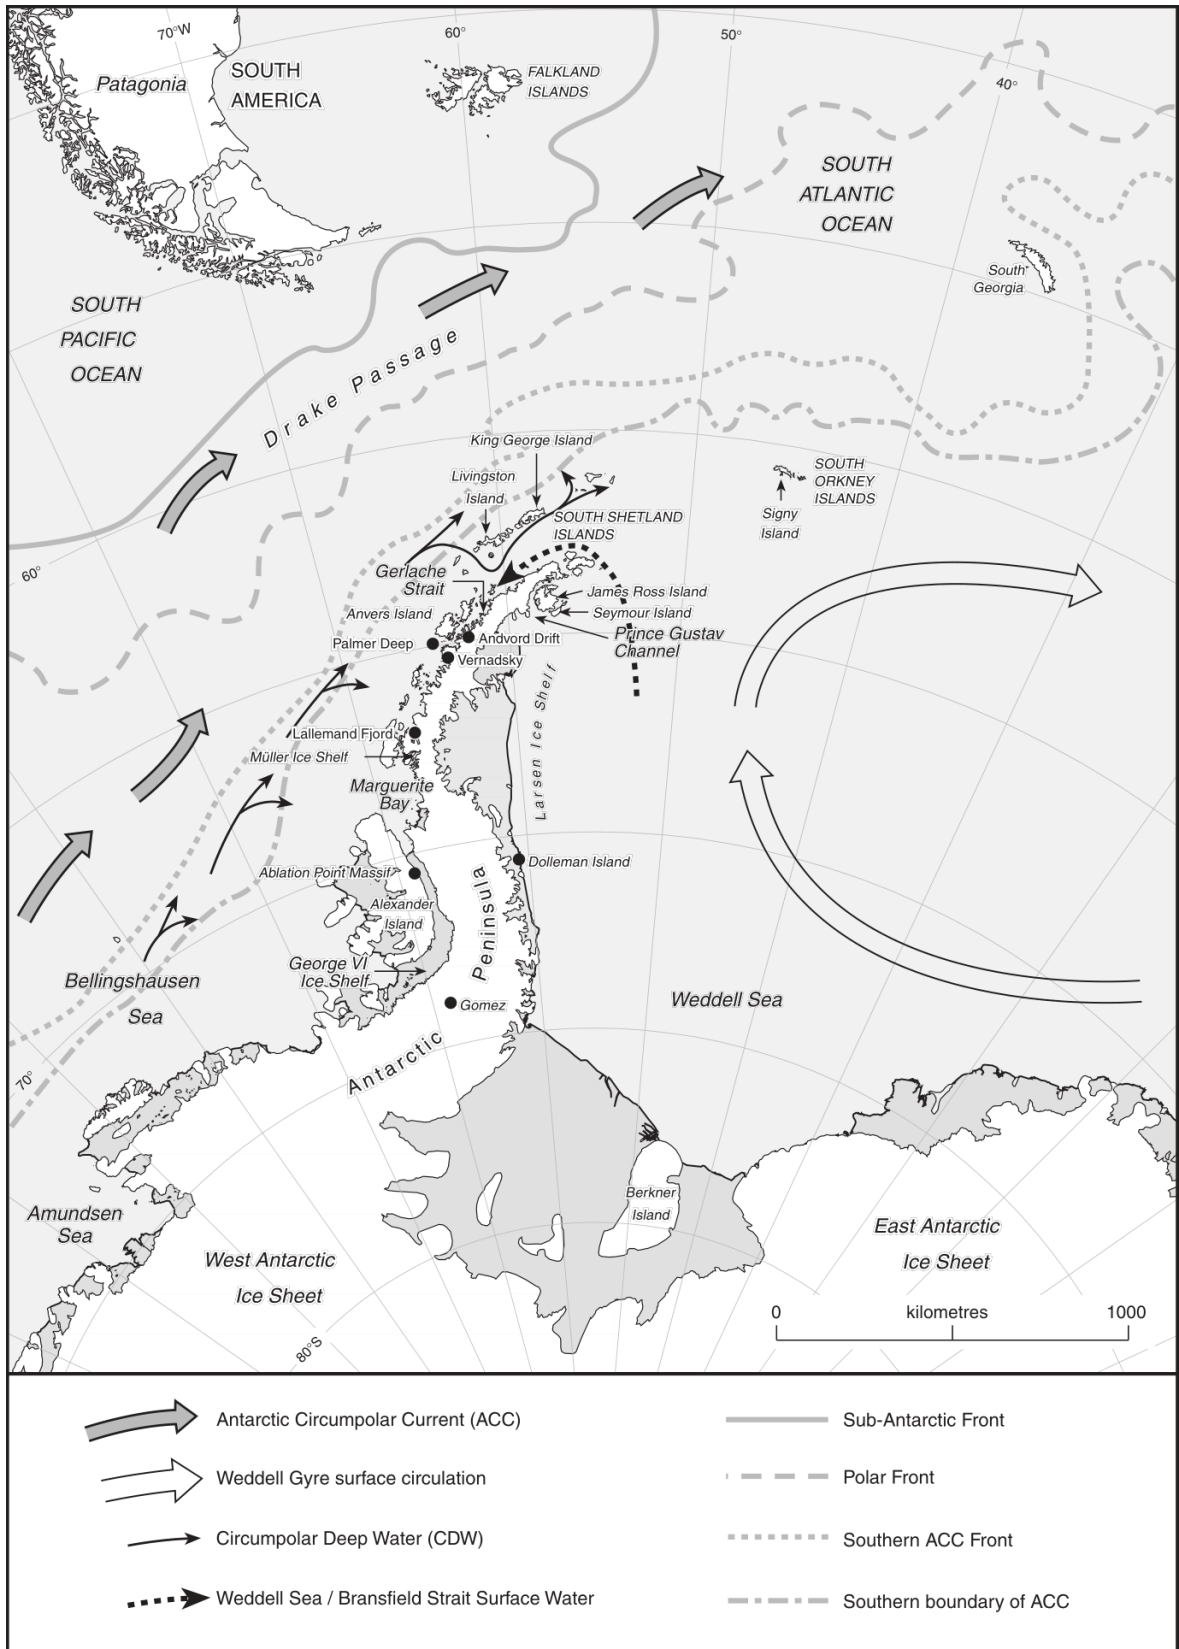 70°W
60°
50°
40°
Patagonia
SOUTH
AMERICA
FALKLAND
ISLANDS
SOUTH
ATLANTIC
OCEAN
South
Georgia
SOUTH
PACIFIC
OCEAN
Drake Passage
King George Island
Livingston
Island
SOUTH
ORKNEY
ISLANDS
Signy
Island
SOUTH SHETLAND
ISLANDS
60°
Gerlache
Strait
James Ross Island
Seymour Island
Anvers Island
Prince Gustav
Channel
Palmer Deep
Andvord Drift
Vernadsky
Larsen Ice Shelf
Lallemand Fjord
Müller Ice Shelf
Marguerite
Bay
Dolleman Island
Ablation Point Massif
Alexander
Island
Antarctic Peninsula
George VI
Ice Shelf
Bellingshausen
Sea
Gomez
Weddell Sea
70°
Amundsen
Sea
Berkner
Island
West Antarctic
Ice Sheet
East Antarctic
Ice Sheet
80°S
0 kilometres 1000
Antarctic Circumpolar Current (ACC)
Weddell Gyre surface circulation
Circumpolar Deep Water (CDW)
Weddell Sea / Bransfield Strait Surface Water
Sub-Antarctic Front
Polar Front
Southern ACC Front
Southern boundary of ACC